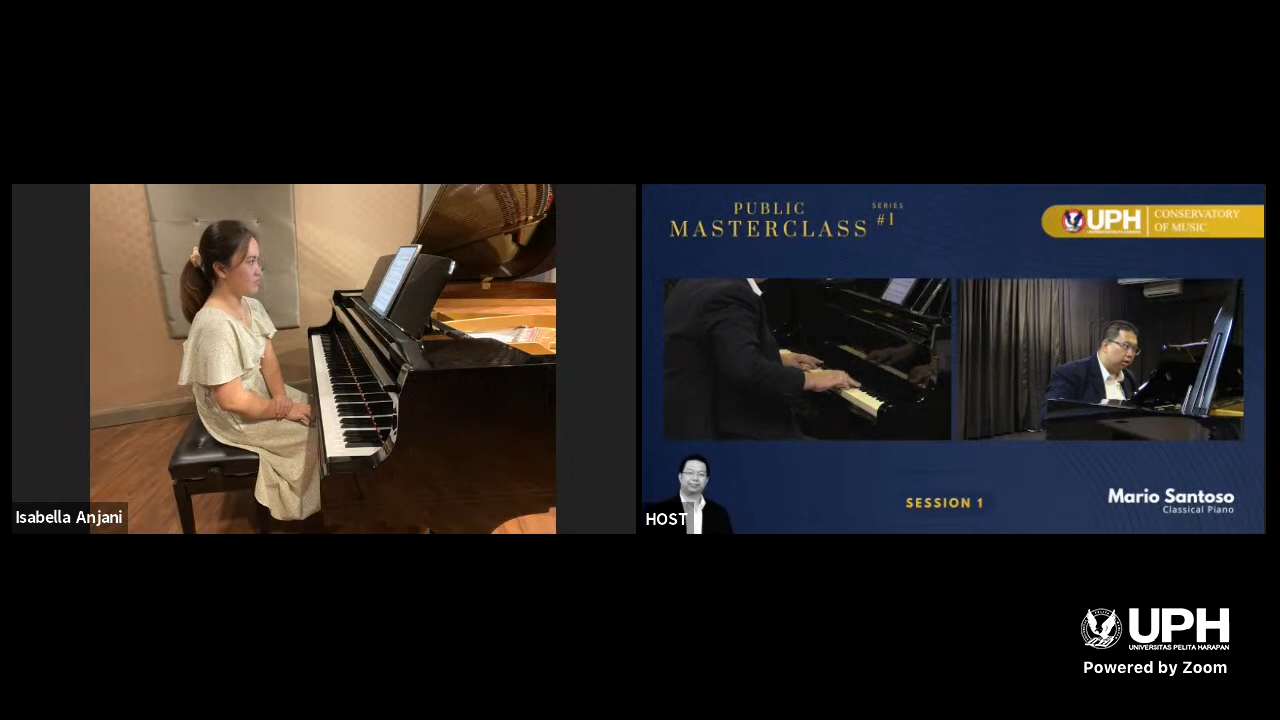 Isabella Anjani
PUBLIC
MASTERCLASS
SERIES
#1
UPH
CONSERVATORY
OF MUSIC
HOST
SESSION 1
Mario Santoso
Classical Piano
UPH
UNIVERSITAS PELITA HARAPAN
Powered by Zoom